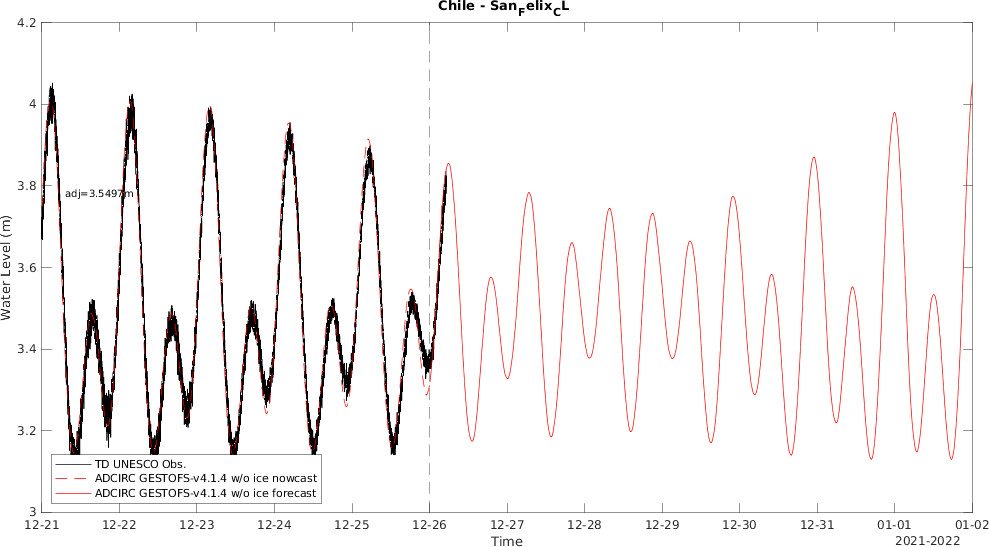 Chile - San_Felix_CL
4.2
4
3.8
3.6
3.4
3.2
3
Water Level (m)
adj=3.5497m
TD UNESCO Obs.
ADCIRC GESTOFS-v4.1.4 w/o ice nowcast
ADCIRC GESTOFS-v4.1.4 w/o ice forecast
12-21 12-22 12-23 12-24 12-25 12-26 12-27 12-28 12-29 12-30 12-31 01-01 01-02
Time
2021-2022